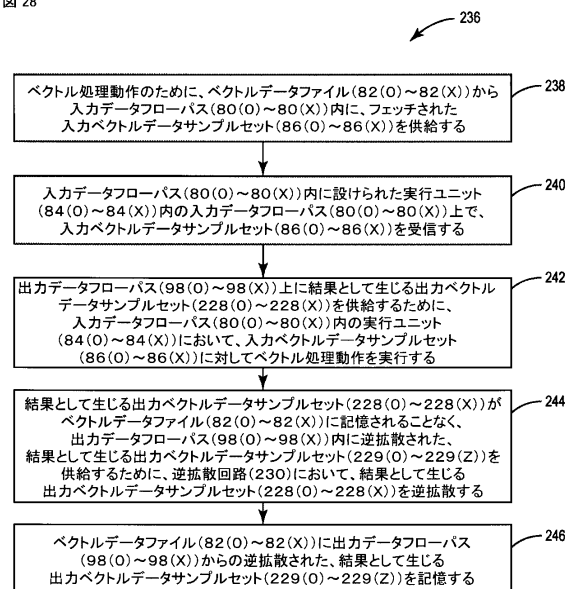 図 28
236
ベクトル処理動作のために、ベクトルデータファイル(82(0)~82(X))から
入力データフローパス(80(0)~80(X))内に、フェッチされた
入力ベクトルデータサンプルセット(86(0)~86(X))を供給する
238
入力データフローパス(80(0)~80(X))内に設けられた実行ユニット
(84(0)~84(X))内の入力データフローパス(80(0)~80(X))上で、
入力ベクトルデータサンプルセット(86(0)~86(X))を受信する
240
出力データフローパス(98(0)~98(X))上に結果として生じる出力ベクトル
データサンプルセット(228(0)~228(X))を供給するために、
入力データフローパス(80(0)~80(X))内の実行ユニット
(84(0)~84(X))において、入力ベクトルデータサンプルセット
(86(0)~86(X))に対してベクトル処理動作を実行する
242
結果として生じる出力ベクトルデータサンプルセット(228(0)~228(X))が
ベクトルデータファイル(82(0)~82(X))に記憶されることなく、
出力データフローパス(98(0)~98(X))内に逆拡散された、
結果として生じる出力ベクトルデータサンプルセット(229(0)~229(Z))を
供給するために、逆拡散回路(230)において、結果として生じる
出力ベクトルデータサンプルセット(228(0)~228(X))を逆拡散する
244
ベクトルデータファイル(82(0)~82(X))に出力データフローパス
(98(0)~98(X))からの逆拡散された、結果として生じる
出力ベクトルデータサンプルセット(229(0)~229(Z))を記憶する
246